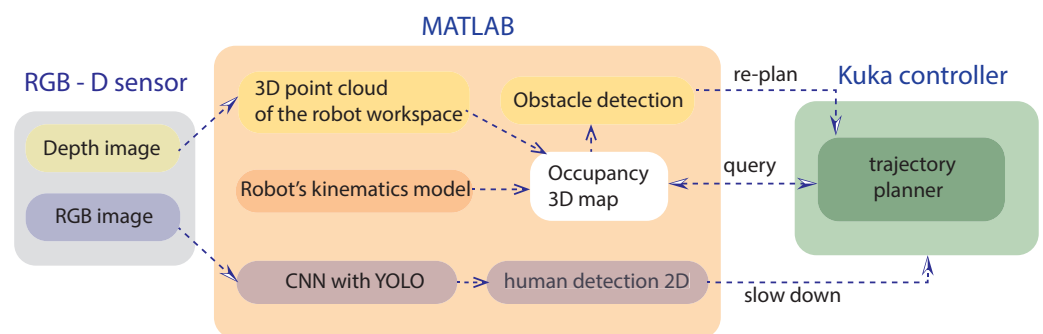 MATLAB
RGB - D sensor
Depth image
RGB image
3D point cloud
of the robot workspace
Obstacle detection
Robot's kinematics model
Occupancy
3D map
CNN with YOLO
human detection 2D
re-plan
query
slow down
Kuka controller
trajectory
planner